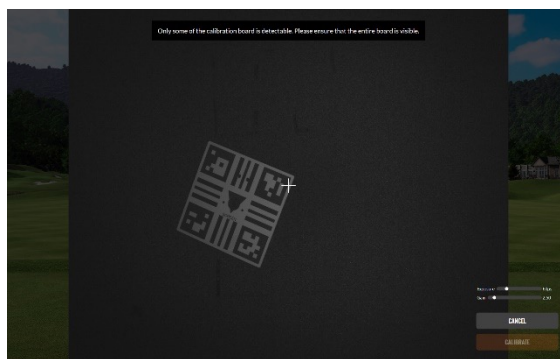 Only some of the calibration board is detectable. Please ensure that the entire board is visible.
CANCEL
CALIBRATE